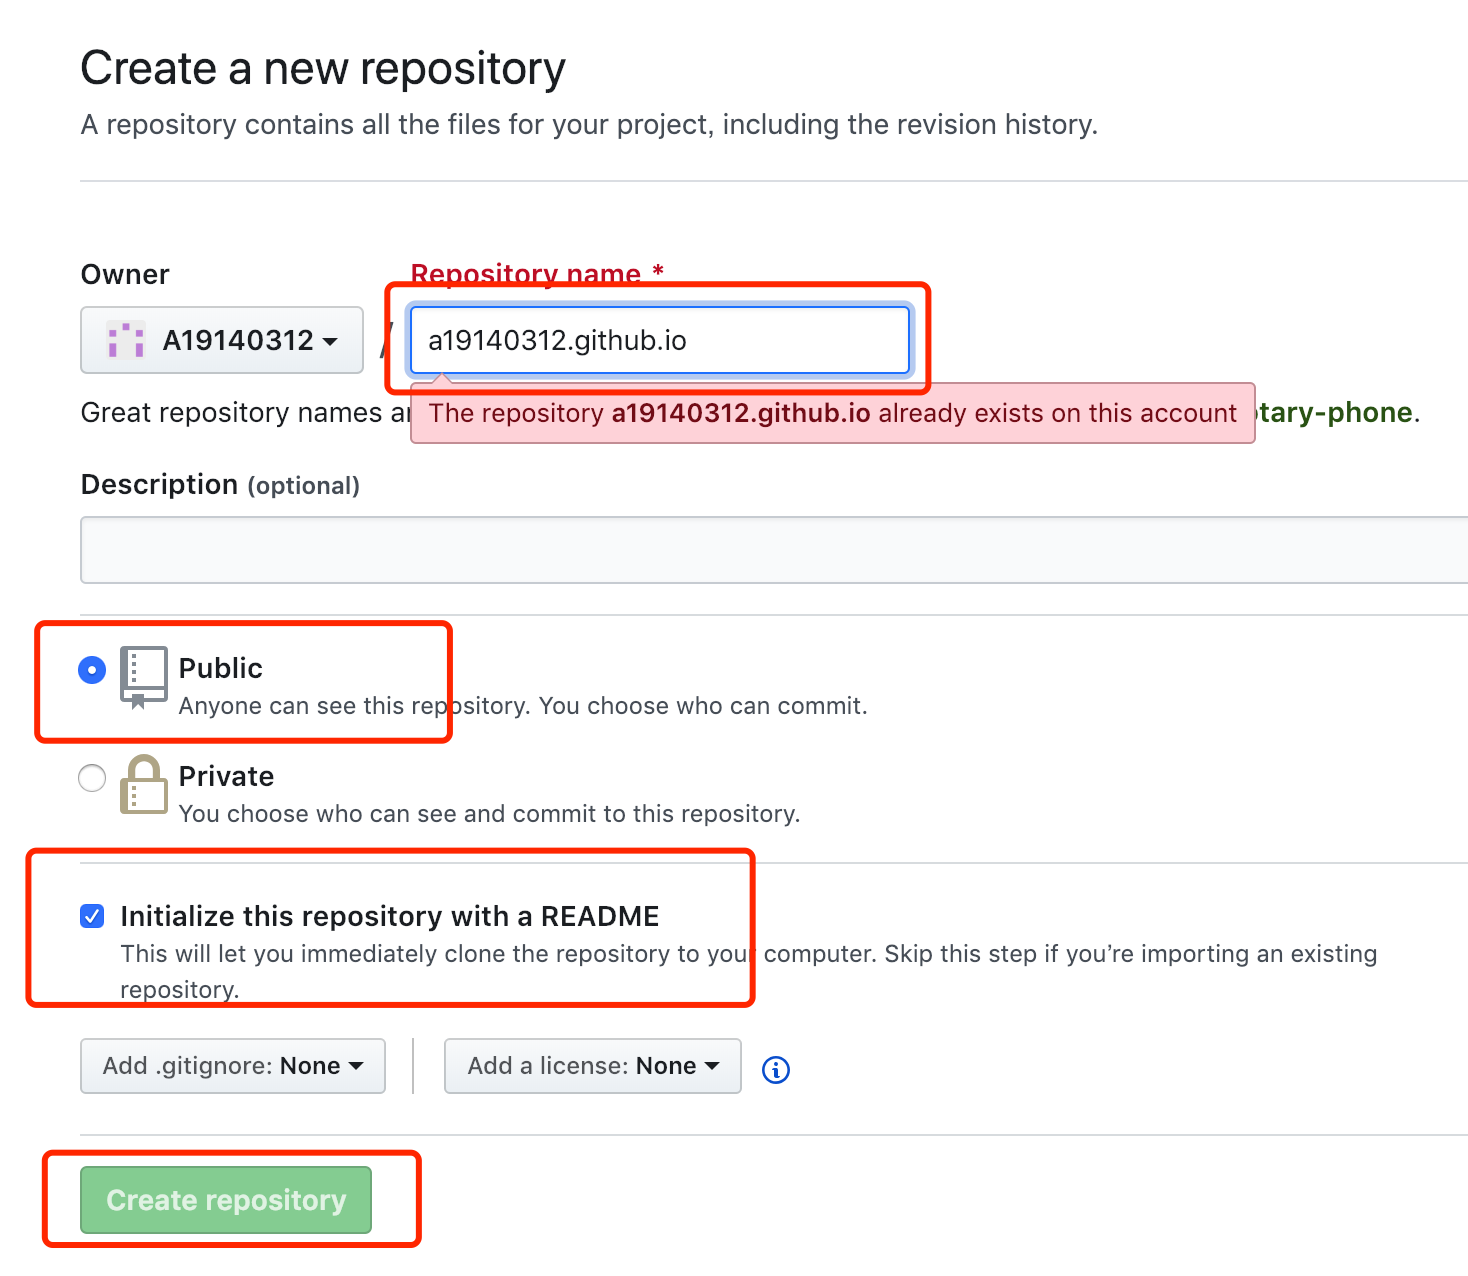 Create a new repository
A repository contains all the files for your project, including the revision history.
Owner
Repository name *
A19140312
/
a19140312.github.io
Great repository names
The repository a19140312.github.io already exists on this account
tary-phone.
Description (optional)
Public
Anyone can see this repository. You choose who can commit.
Private
You choose who can see and commit to this repository.
Initialize this repository with a README
This will let you immediately clone the repository to your computer. Skip this step if you’re importing an existing
repository.
Add .gitignore: None
Add a license: None
Create repository